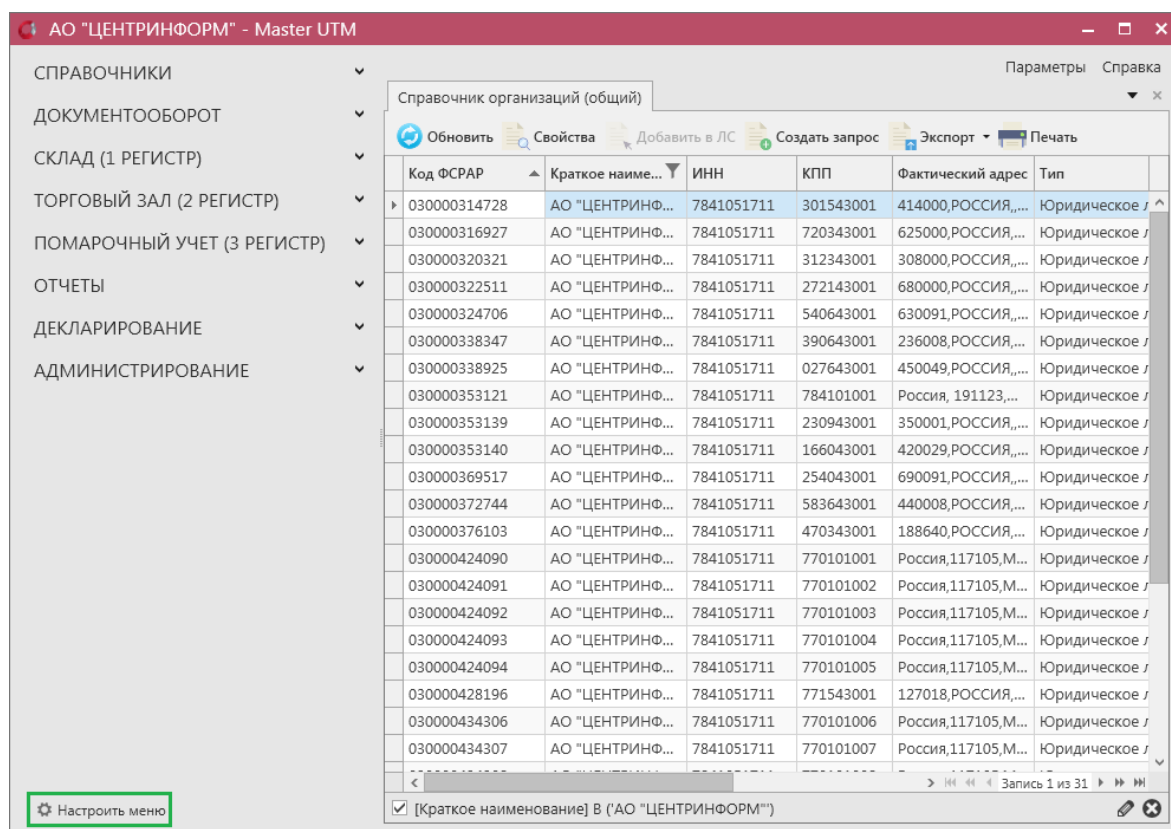 АО "ЦЕНТРИНФОРМ" - Master UTM
Параметры Справка
СПРАВОЧНИКИ
ДОКУМЕНТООБОРОТ
СКЛАД (1 РЕГИСТР)
ТОРГОВЫЙ ЗАЛ (2 РЕГИСТР)
ПОМАРОЧНЫЙ УЧЕТ (3 РЕГИСТР)
ОТЧЕТЫ
ДЕКЛАРИРОВАНИЕ
АДМИНИСТРИРОВАНИЕ
Настроить меню
Справочник организаций (общий)
Обновить Свойства Добавить в ЛС Создать запрос Экспорт Печать
Код ФСРАР Краткое наиме... ИНН КПП Фактический адрес Тип
030000314728 АО "ЦЕНТРИНФ... 7841051711 301543001 414000,РОССИЯ,,... Юридическое л
030000316927 АО "ЦЕНТРИНФ... 7841051711 720343001 625000,РОССИЯ,... Юридическое л
030000320321 АО "ЦЕНТРИНФ... 7841051711 312343001 308000,РОССИЯ,,... Юридическое л
030000322511 АО "ЦЕНТРИНФ... 7841051711 272143001 680000,РОССИЯ,,... Юридическое л
030000324706 АО "ЦЕНТРИНФ... 7841051711 540643001 630091,РОССИЯ,,... Юридическое л
030000338347 АО "ЦЕНТРИНФ... 7841051711 390643001 236008,РОССИЯ,,... Юридическое л
030000338925 АО "ЦЕНТРИНФ... 7841051711 027643001 450049,РОССИЯ,,... Юридическое л
030000353121 АО "ЦЕНТРИНФ... 7841051711 784101001 Россия, 191123,... Юридическое л
030000353139 АО "ЦЕНТРИНФ... 7841051711 230943001 350001,РОССИЯ,,... Юридическое л
030000353140 АО "ЦЕНТРИНФ... 7841051711 166043001 420029,РОССИЯ,,... Юридическое л
030000369517 АО "ЦЕНТРИНФ... 7841051711 254043001 690091,РОССИЯ,,... Юридическое л
030000372744 АО "ЦЕНТРИНФ... 7841051711 583643001 440008,РОССИЯ,... Юридическое л
030000376103 АО "ЦЕНТРИНФ... 7841051711 470343001 188640,РОССИЯ,... Юридическое л
030000424090 АО "ЦЕНТРИНФ... 7841051711 770101001 Россия,117105,М... Юридическое л
030000424091 АО "ЦЕНТРИНФ... 7841051711 770101002 Россия,117105,М... Юридическое л
030000424092 АО "ЦЕНТРИНФ... 7841051711 770101003 Россия,117105,М... Юридическое л
030000424093 АО "ЦЕНТРИНФ... 7841051711 770101004 Россия,117105,М... Юридическое л
030000424094 АО "ЦЕНТРИНФ... 7841051711 770101005 Россия,117105,М... Юридическое л
030000428196 АО "ЦЕНТРИНФ... 7841051711 771543001 127018,РОССИЯ,... Юридическое л
030000434306 АО "ЦЕНТРИНФ... 7841051711 770101006 Россия,117105,М... Юридическое л
030000434307 АО "ЦЕНТРИНФ... 7841051711 770101007 Россия,117105,М... Юридическое л
Запись 1 из 31
[Краткое наименование] В ('АО "ЦЕНТРИНФОРМ"')